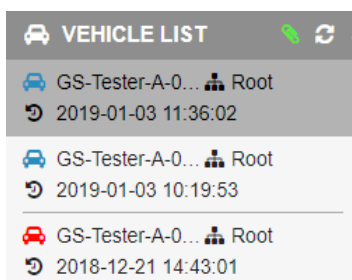 VEHICLE LIST
GS-Tester-A-0... Root
2019-01-03 11:36:02
GS-Tester-A-0... Root
2019-01-03 10:19:53
GS-Tester-A-0... Root
2018-12-21 14:43:01